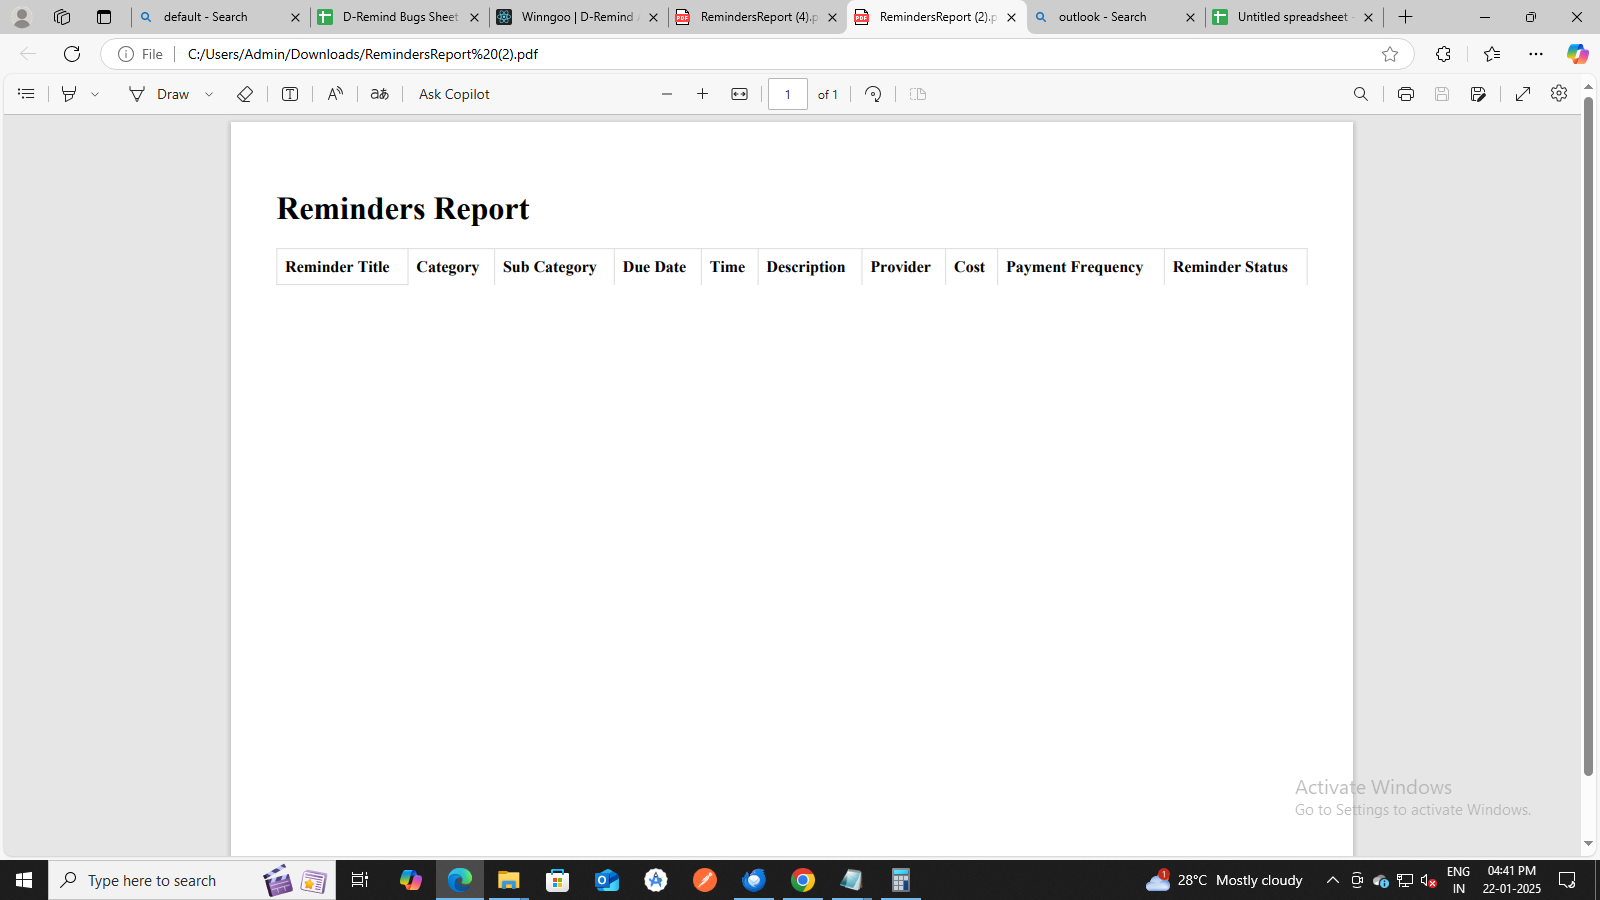 default - Search
D-Remind Bugs Sheet
Winngoo | D-Remind
RemindersReport (4).p
RemindersReport (2).p
outlook - Search
Untitled spreadsheet
File
C:/Users/Admin/Downloads/RemindersReport%20(2).pdf
Draw
aあ
Ask Copilot
1
of 1
Reminders Report
Reminder Title Category Sub Category Due Date Time Description Provider Cost Payment Frequency Reminder Status
Activate Windows
Go to Settings to activate Windows.
Type here to search
1
28°C Mostly cloudy
ENG
IN
04:41 PM
22-01-2025